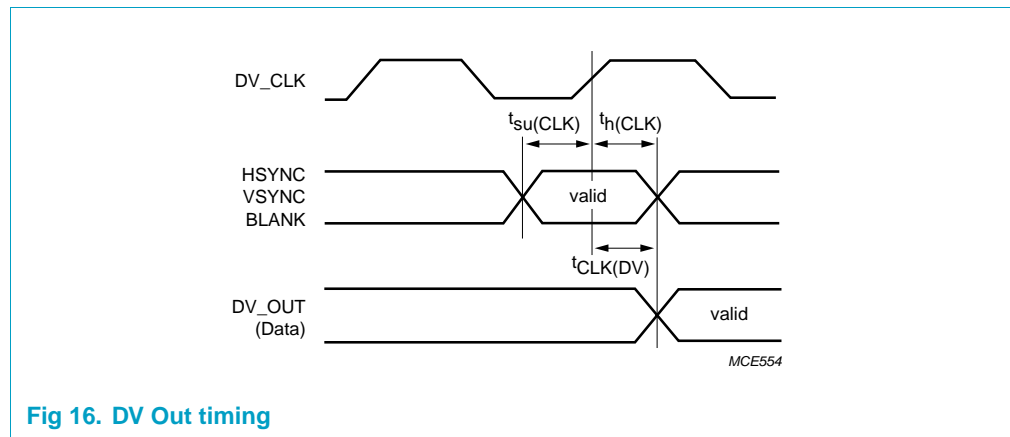 DV_CLK
tsu(CLK) th(CLK)
HSYNC
VSYNC
BLANK
valid
tCLK(DV)
DV_OUT
(Data)
valid
MCE554
Fig 16. DV Out timing